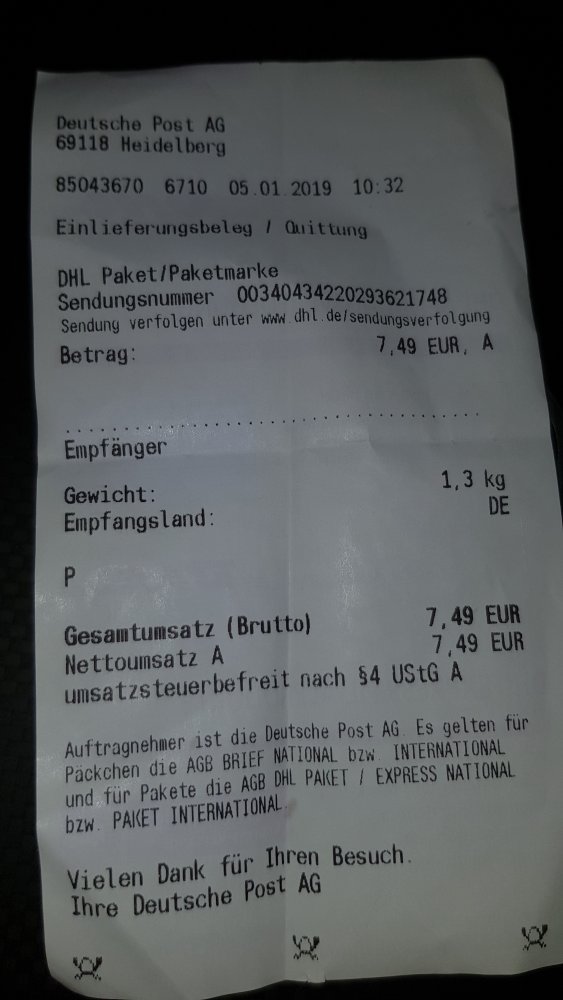 Deutsche Post AG
69118 Heidelberg
85043670 6710 05.01.2019 10:32
Einlieferungsbeleg / Quittung
DHL Paket/Paketmarke
Sendungsnummer 00340434220293621748
Sendung verfolgen unter www.dhl.de/sendungsverfolgung
Betrag: 7,49 EUR, A
Empfänger
Gewicht: 1,3 kg
Empfangsland: DE
P
Gesamtumsatz (Brutto) 7,49 EUR
Nettoumsatz A 7,49 EUR
umsatzsteuerbefreit nach §4 UStG A
Auftragnehmer ist die Deutsche Post AG. Es gelten für
Päckchen die AGB BRIEF NATIONAL bzw. INTERNATIONAL
und für Pakete die AGB DHL PAKET / EXPRESS NATIONAL
bzw. PAKET INTERNATIONAL.
Vielen Dank für Ihren Besuch.
Ihre Deutsche Post AG